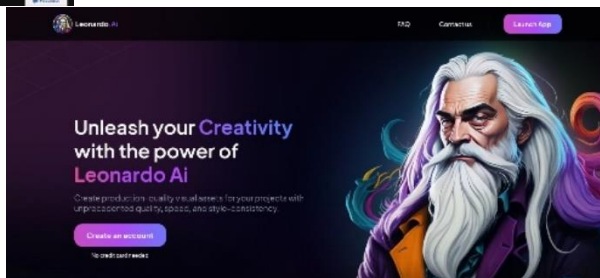 Leonardo.Ai
FAQ
Contact us
Launch App
Unleash your Creativity
with the power of
Leonardo Ai
Create production-quality visual assets for your projects with
unprecedented quality, speed, and style-consistency.
Create an account
No credit card needed